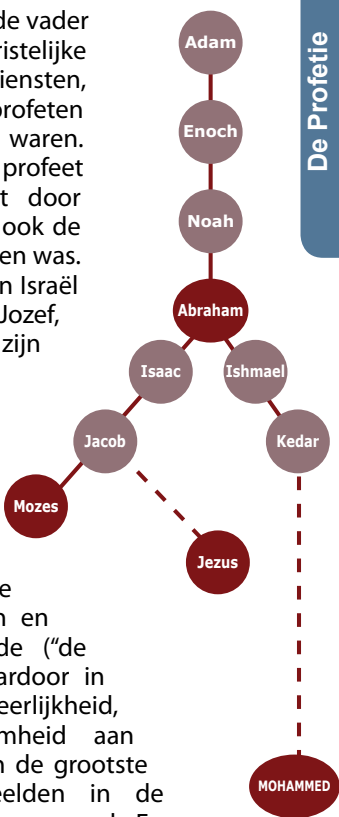 de vader
ristelijke
iensten,
profeten
waren.
profeet
t door
ook de
en was.
n Israël
Jozef,
zijn
e
n en
de (“de
ardoor in
eerlijkheid,
mheid aan
n de grootste
eelden in de
De Profetie
Adam
Enoch
Noah
Abraham
Isaac
Ishmael
Jacob
Kedar
Mozes
Jezus
MOHAMMED